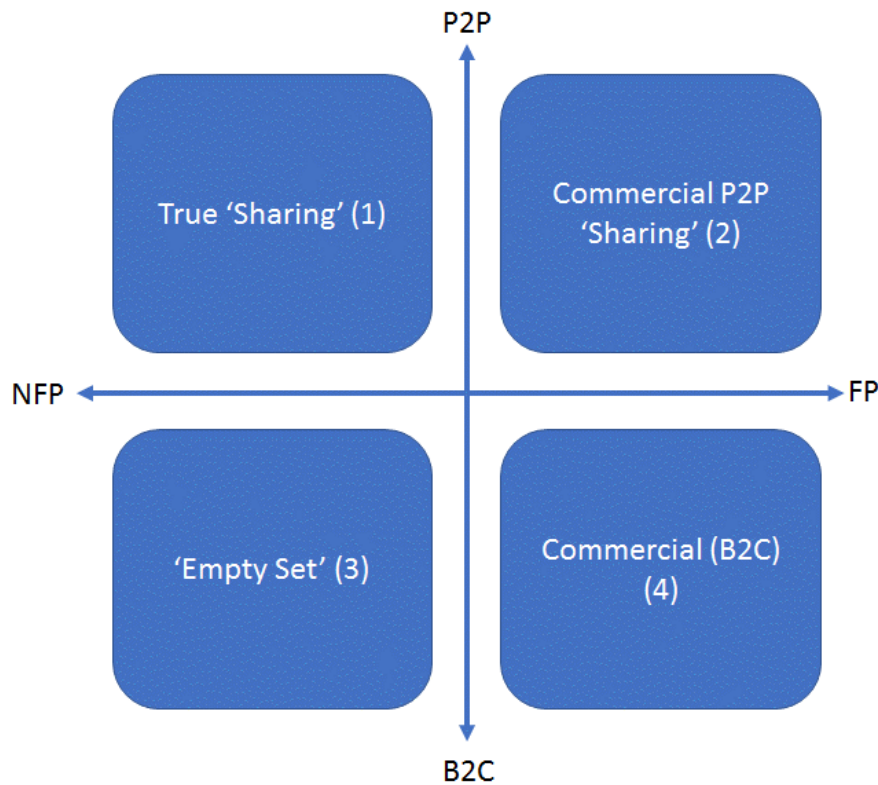 P2P
True ‘Sharing’ (1)
Commercial P2P
‘Sharing’ (2)
NFP
FP
‘Empty Set’ (3)
Commercial (B2C)
(4)
B2C